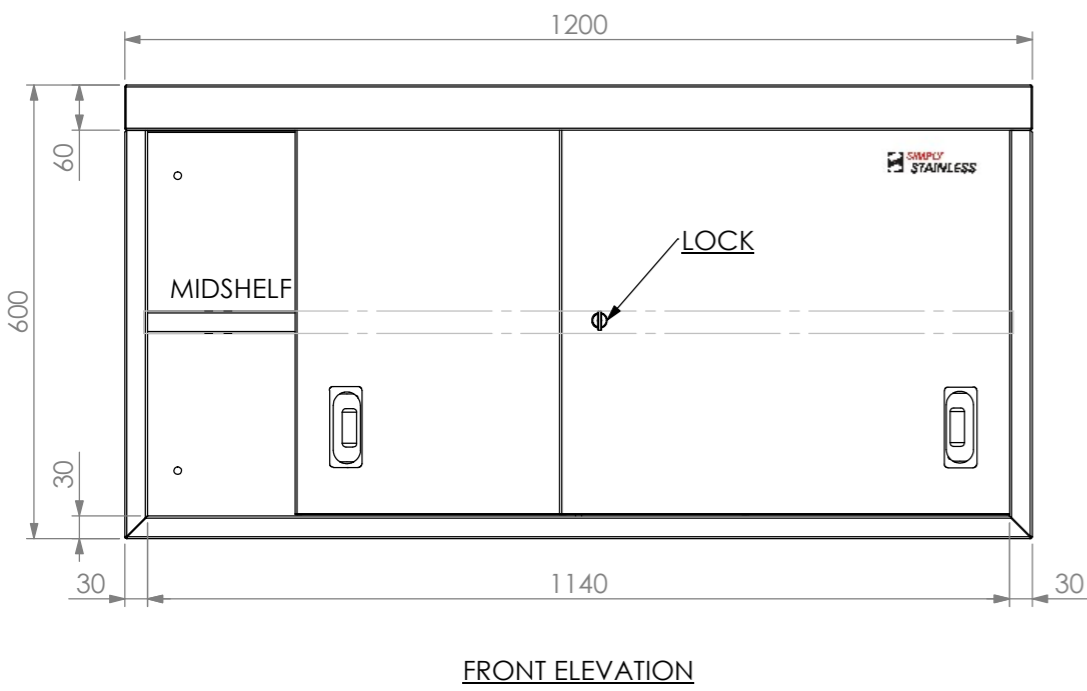 1200
60
SIMPLY
STAINLESS
LOCK
MIDSHELF
600
30
30
1140
30
FRONT ELEVATION